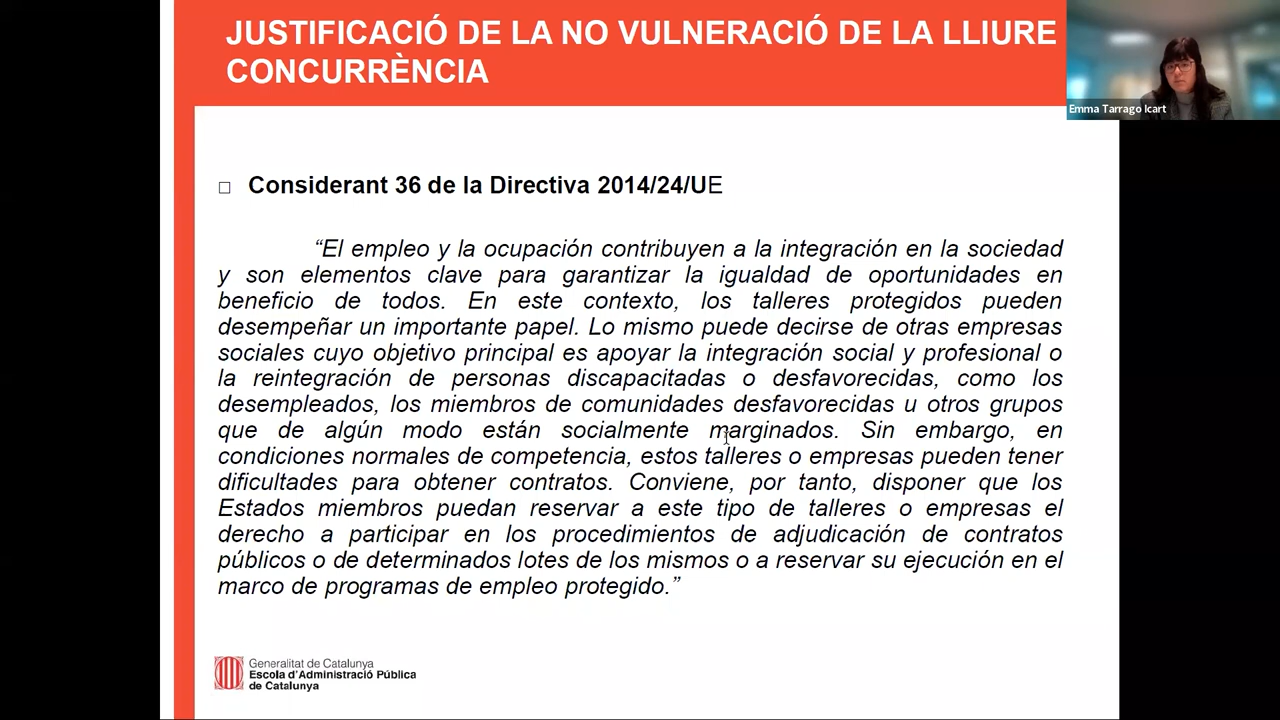 JUSTIFICACIÓ DE LA NO VULNERACIÓ DE LA LLIURE
CONCURRÈNCIA
Emma Tarrago Icart
Considerant 36 de la Directiva 2014/24/UE
“El empleo y la ocupación contribuyen a la integración en la sociedad
y son elementos clave para garantizar la igualdad de oportunidades en
beneficio de todos. En este contexto, los talleres protegidos pueden
desempeñar un importante papel. Lo mismo puede decirse de otras empresas
sociales cuyo objetivo principal es apoyar la integración social y profesional o
la reintegración de personas discapacitadas o desfavorecidas, como los
desempleados, los miembros de comunidades desfavorecidas u otros grupos
que de algún modo están socialmente marginados. Sin embargo, en
condiciones normales de competencia, estos talleres o empresas pueden tener
dificultades para obtener contratos. Conviene, por tanto, disponer que los
Estados miembros puedan reservar a este tipo de talleres o empresas el
derecho a participar en los procedimientos de adjudicación de contratos
públicos o de determinados lotes de los mismos o a reservar su ejecución en el
marco de programas de empleo protegido.”
Generalitat de Catalunya
Escola d'Administració Pública
de Catalunya